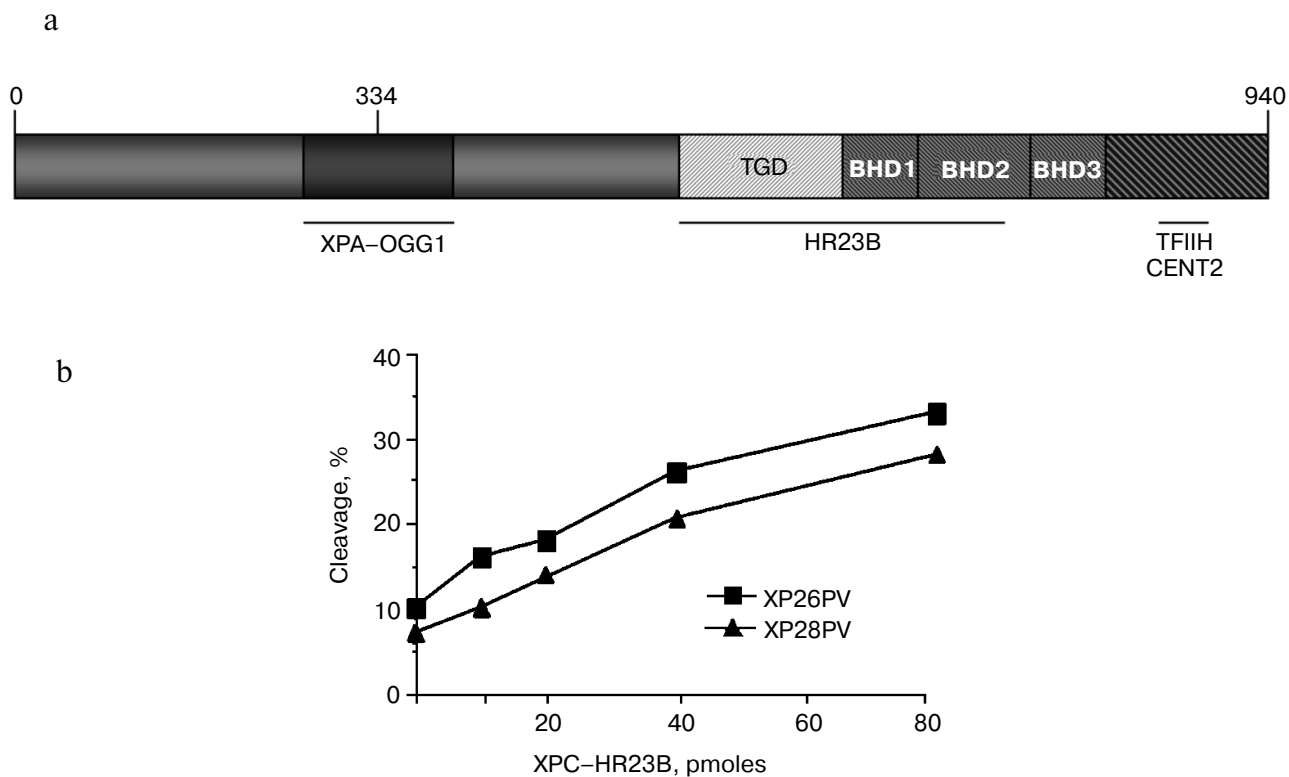 a
0 334 940
TGD BHD1 BHD2 BHD3
XPA–OGG1 HR23B TFIIH
CENT2
b
40
30
20
10
0
Cleavage, %
XP26PV
XP28PV
20 40 60 80
XPC–HR23B, pmoles